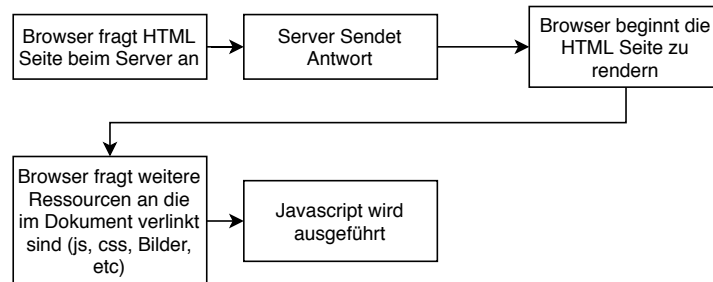 Browser fragt HTML
Seite beim Server an
Server Sendet
Antwort
Browser beginnt die
HTML Seite zu
rendern
Browser fragt weitere
Ressourcen an die
im Dokument verlinkt
sind (js, css, Bilder,
etc)
Javascript wird
ausgeführt